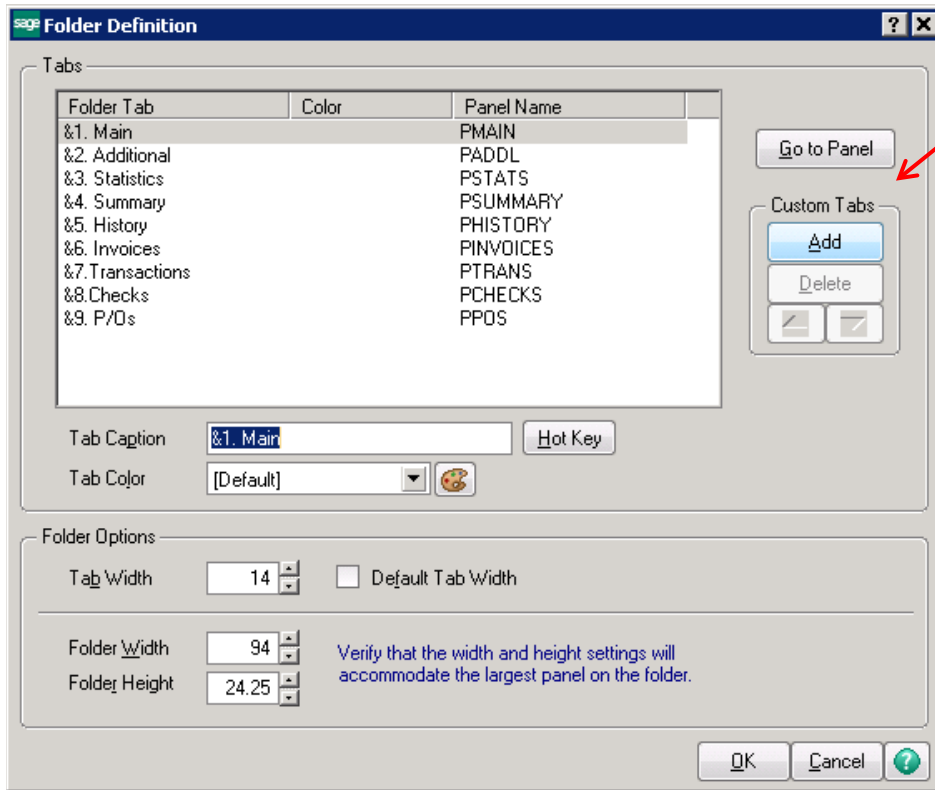 sage Folder Definition
Tabs
Folder Tab Color Panel Name
&1. Main PMAIN
&2. Additional PADDL
&3. Statistics PSTATS
&4. Summary PSUMMARY
&5. History PHISTORY
&6. Invoices PINVOICES
&7.Transactions PTRANS
&8.Checks PCHECKS
&9. P/Os PPOS
Go to Panel
Custom Tabs
Add
Delete
Tab Caption &1. Main Hot Key
Tab Color [Default]
Folder Options
Tab Width 14 Default Tab Width
Folder Width 94
Folder Height 24.25
Verify that the width and height settings will
accommodate the largest panel on the folder.
OK Cancel ?